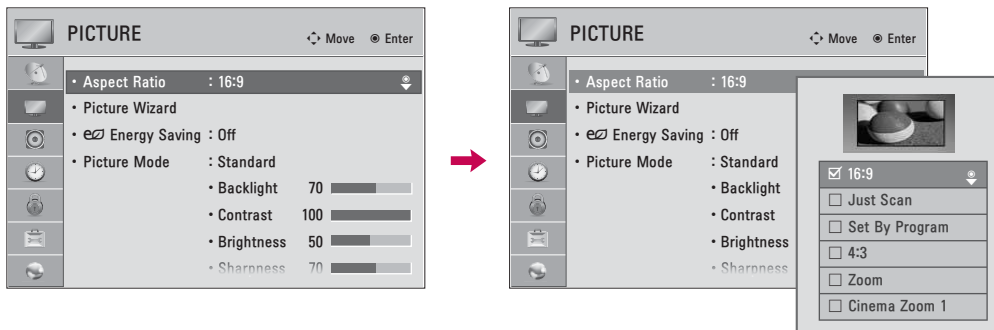 PICTURE
Move Enter
• Aspect Ratio : 16:9
• Picture Wizard
• Energy Saving : Off
• Picture Mode : Standard
• Backlight 70
• Contrast 100
• Brightness 50
• Sharpness 70
PICTURE
Move Enter
• Aspect Ratio : 16:9
• Picture Wizard
• Energy Saving : Off
• Picture Mode : Standard
• Backlight
• Contrast
• Brightness
• Sharpness
☑ 16:9
☐ Just Scan
☐ Set By Program
☐ 4:3
☐ Zoom
☐ Cinema Zoom 1